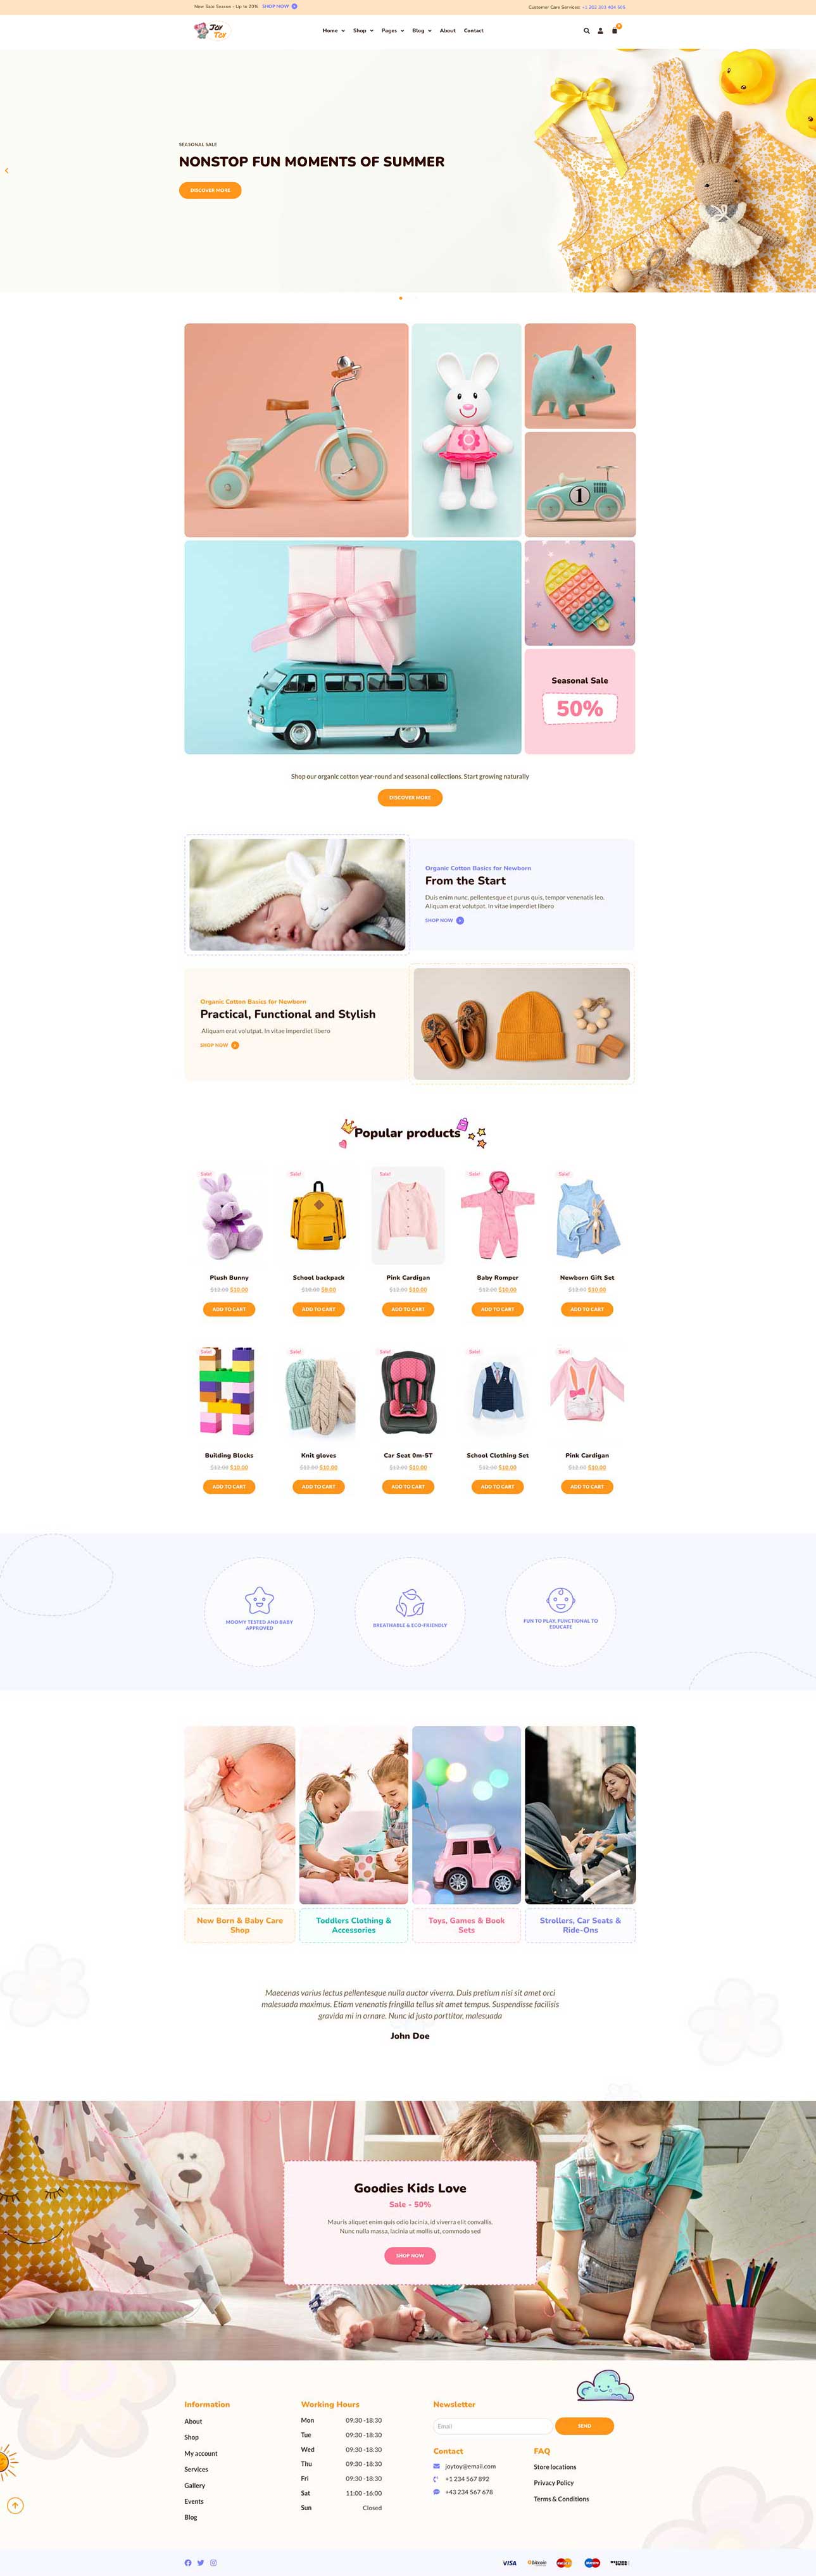 New Sale Season - Up to 20% SHOP NOW!
Customer Care Services:
Joy
Toy
Home Shop Pages Blog About Contact
SEASONAL SALE
NONSTOP FUN MOMENTS OF SUMMER
DISCOVER MORE
1
Seasonal Sale
50%
Shop our organic cotton year-round and seasonal collections. Start growing naturally
DISCOVER MORE
Organic Cotton Basics for Newborn
From the Start
Duis enim nunc, pellentesque et purus quis, tempor venenatis leo.
Aliquam erat volutpat. In vitae imperdiet libero
SHOP NOW
Organic Cotton Basics for Newborn
Practical, Functional and Stylish
Aliquam erat volutpat. In vitae imperdiet libero
SHOP NOW
Popular products
Sale! Sale! Sale! Sale! Sale!
Plush Bunny School backpack Pink Cardigan Baby Romper Newborn Gift Set
$12.00 $10.00 $10.00 $8.00 $12.00 $10.00 $12.00 $10.00 $12.00 $10.00
ADD TO CART ADD TO CART ADD TO CART ADD TO CART ADD TO CART
Sale! Sale! Sale! Sale! Sale!
Building Blocks Knit gloves Car Seat 0m-5T School Clothing Set Pink Cardigan
$12.00 $10.00 $12.00 $10.00 $12.00 $10.00 $12.00 $10.00 $12.00 $10.00
ADD TO CART ADD TO CART ADD TO CART ADD TO CART ADD TO CART
MOOMY TESTED AND BABY
APPROVED
BREATHABLE & ECO-FRIENDLY
FUN TO PLAY, FUNCTIONAL TO
EDUCATE
New Born & Baby Care
Shop
Toddlers Clothing &
Accessories
Toys, Games & Book
Sets
Strollers, Car Seats &
Ride-Ons
Maecenas varius lectus pellentesque nulla auctor viverra. Duis pretium nisi sit amet orci
malesuada maximus. Etiam venenatis fringilla tellus sit amet tempus. Suspendisse facilisis
gravida mi in ornare. Nunc id justo porttitor, malesuada
John Doe
Goodies Kids Love
Sale - 50%
Mauris aliquet enim quis odio lacinia, id viverra elit convallis.
Nunc nulla massa, lacinia ut mollis ut, commodo sed
SHOP NOW
Information
About
Shop
My account
Services
Gallery
Events
Blog
Working Hours
Mon 09:30 -18:30
Tue 09:30 -18:30
Wed 09:30 -18:30
Thu 09:30 -18:30
Fri 09:30 -18:30
Sat 11:00 -16:00
Sun Closed
Newsletter
Email
SEND
Contact
joytoy@email.com
+1 234 567 892
+43 234 567 678
FAQ
Store locations
Privacy Policy
Terms & Conditions
VISA bitcoin